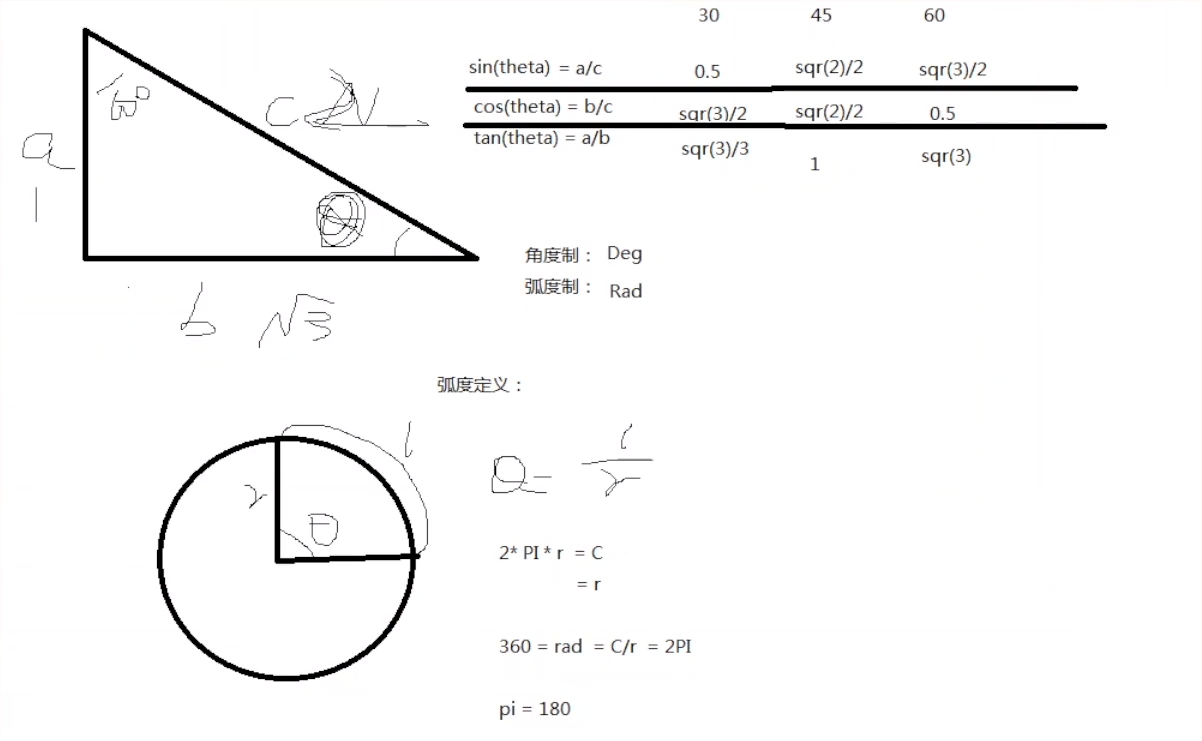 30 45 60
sin(theta) = a/c 0.5 sqr(2)/2 sqr(3)/2
cos(theta) = b/c sqr(3)/2 sqr(2)/2 0.5
tan(theta) = a/b sqr(3)/3 1 sqr(3)
c
a
1
b √3
角度制： Deg
弧度制： Rad
弧度定义：
l
r
θ
θ = l
r
2* PI * r = C
= r
360 = rad = C/r = 2PI
pi = 180